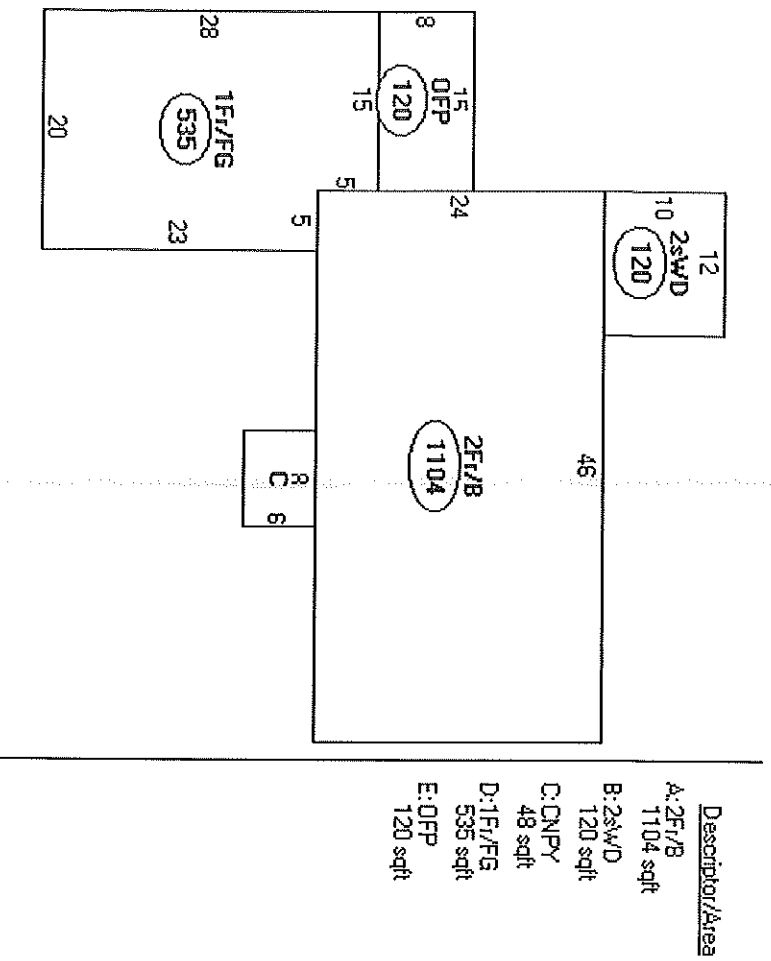 12
2sWD
10
120
46
2Fr/B
1104
24
15
OFP
8
120
15
5
5
28
1Fr/FG
535
23
20
8
C
6
Descriptor/Area
A:2Fr/B
1104 sqft
B:2sWD
120 sqft
C:CNPY
48 sqft
D:1Fr/FG
535 sqft
E:OFP
120 sqft